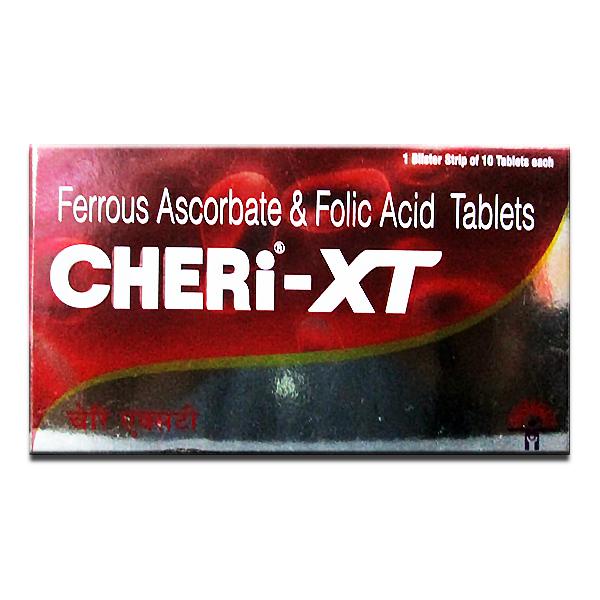 1 Blister Strip of 10 Tablets each
Ferrous Ascorbate & Folic Acid Tablets
CHERi®-XT
चेरि एक्सटी